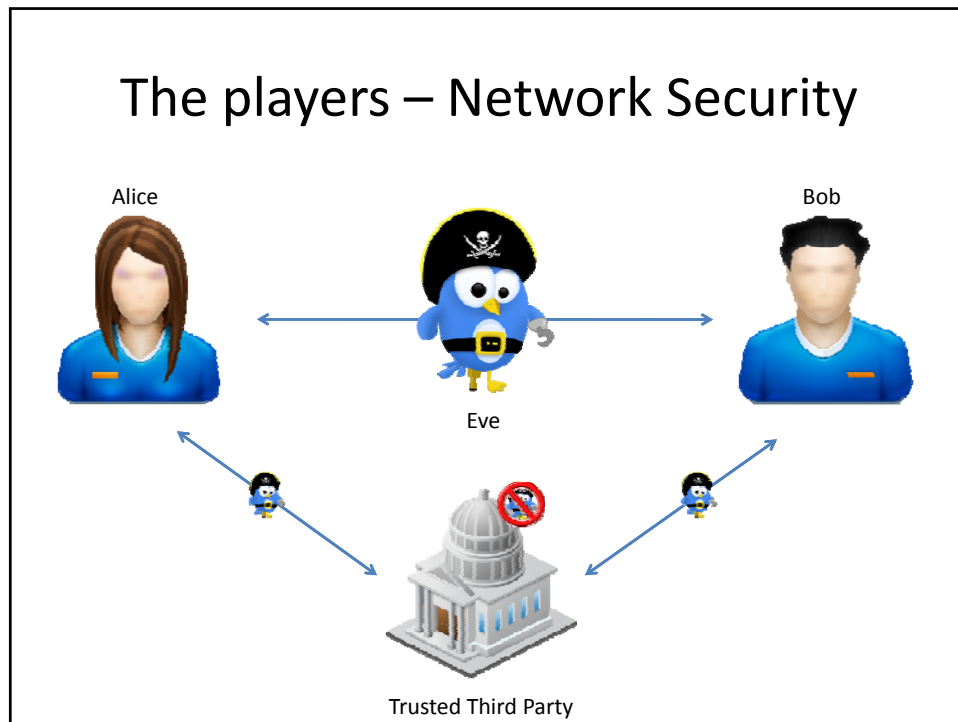 The players – Network Security
Alice
Bob
Eve
Trusted Third Party